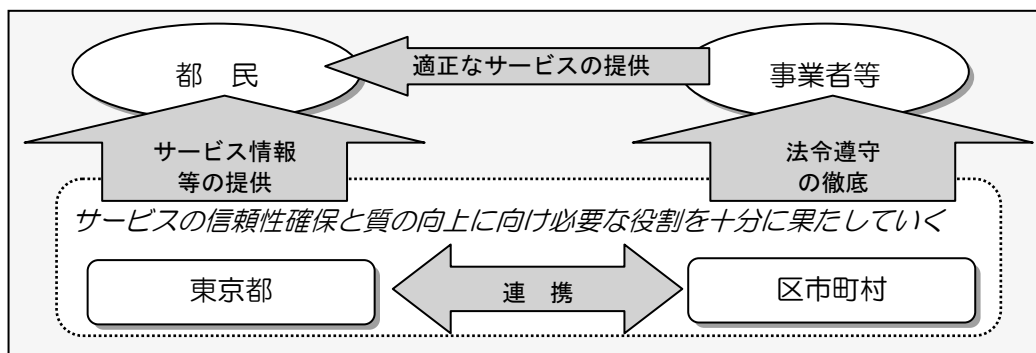 都　民
適正なサービスの提供
事業者等
サービス情報
等の提供
法令遵守
の徹底
サービスの信頼性確保と質の向上に向け必要な役割を十分に果たしていく
東京都
連　携
区市町村